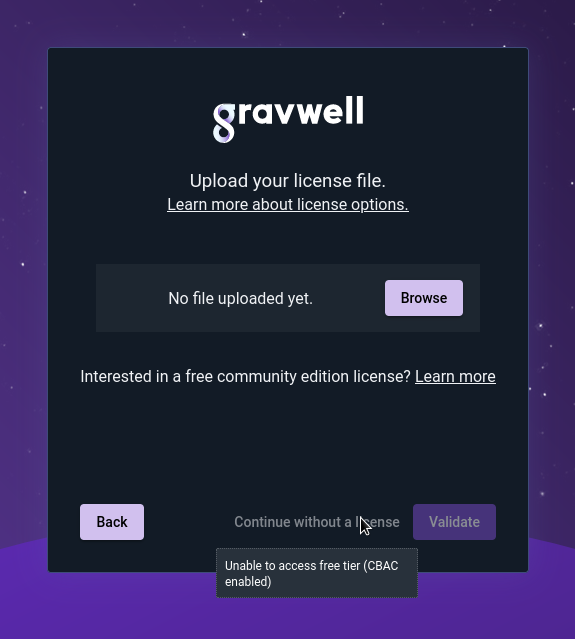 gravwell
Upload your license file.
Learn more about license options.
No file uploaded yet.
Browse
Interested in a free community edition license? Learn more
Back
Continue without a license
Validate
Unable to access free tier (CBAC
enabled)